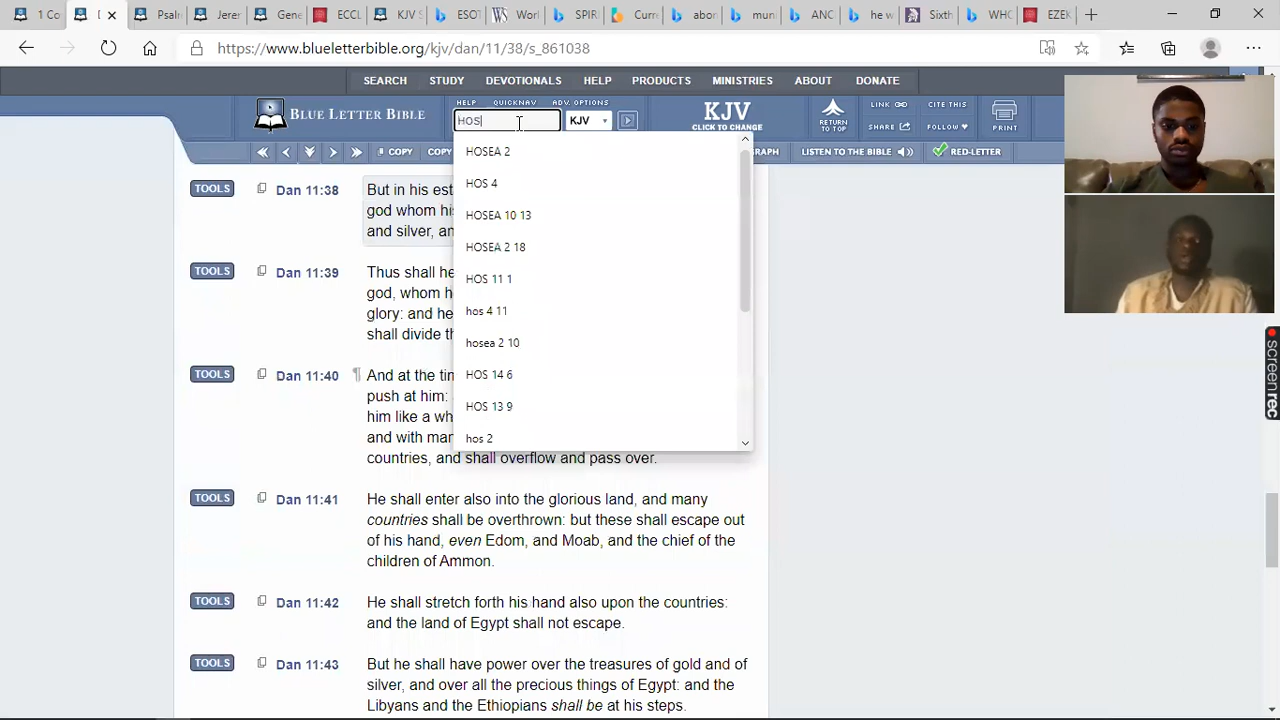 [
Psalm
Jerem
Gene
ECCL
KJV S
ESOT
Worl
SPIRI
Curre
abor
mun
ANC
he w
Sixth
WHO
EZEK
https://www.blueletterbible.org/kjv/dan/11/38/s_861038
SEARCH STUDY DEVOTIONALS HELP PRODUCTS MINISTRIES ABOUT DONATE
BLUE LETTER BIBLE
HELP QUICKNAV ADV. OPTIONS
HOS KJV
KJV
CLICK TO CHANGE
RETURN
TO TOP
LINK CITE THIS
SHARE FOLLOW
PRINT
COPY COP
GRAPH LISTEN TO THE BIBLE RED-LETTER
HOSEA 2
HOS 4
HOSEA 10 13
HOSEA 2 18
HOS 11 1
hos 4 11
hosea 2 10
HOS 14 6
HOS 13 9
hos 2
TOOLS Dan 11:38 But in his est
god whom his
and silver, an
TOOLS Dan 11:39 Thus shall he
god, whom h
glory: and he
shall divide th
TOOLS Dan 11:40 ¶ And at the tim
push at him:
him like a wh
and with man
countries, and shall overflow and pass over.
TOOLS Dan 11:41 He shall enter also into the glorious land, and many
countries shall be overthrown: but these shall escape out
of his hand, even Edom, and Moab, and the chief of the
children of Ammon.
TOOLS Dan 11:42 He shall stretch forth his hand also upon the countries:
and the land of Egypt shall not escape.
TOOLS Dan 11:43 But he shall have power over the treasures of gold and of
silver, and over all the precious things of Egypt: and the
Libyans and the Ethiopians shall be at his steps.
screenrec